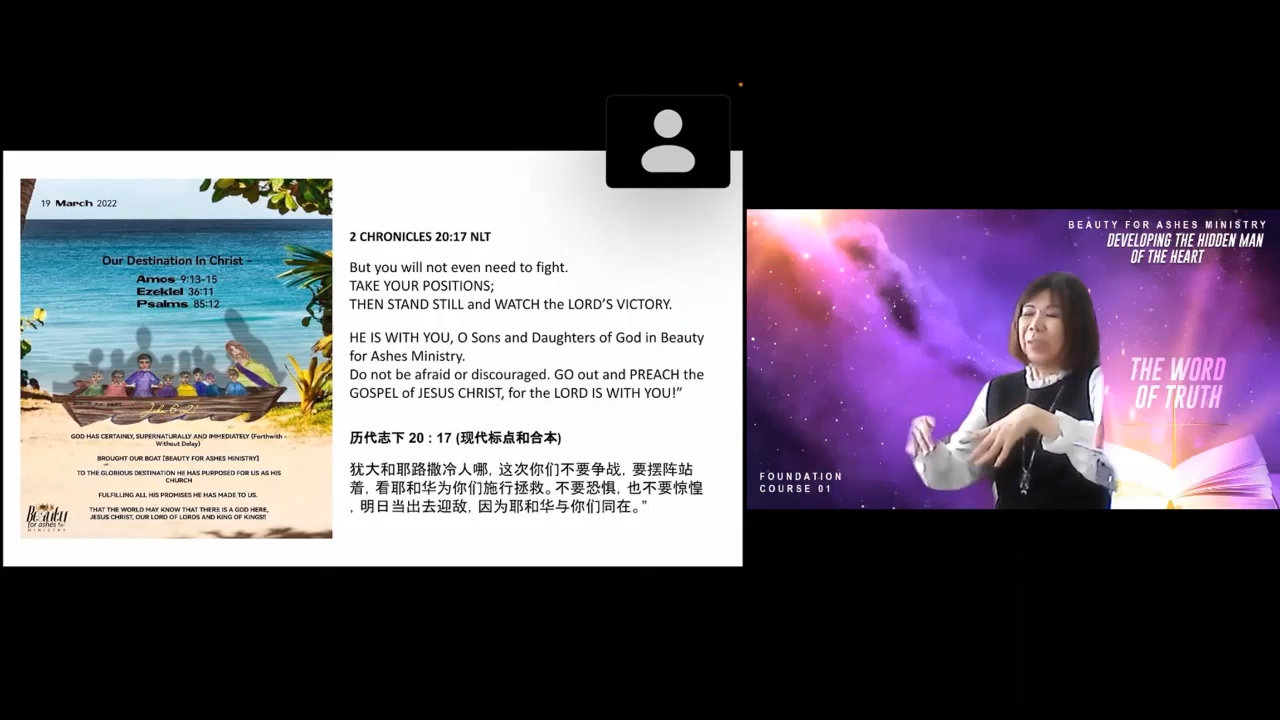 19 March 2022
Our Destination In Christ -
Amos 9:13-15
Ezekiel 36:11
Psalms 85:12
John 6:21
GOD HAS CERTAINLY, SUPERNATURALLY AND IMMEDIATELY (Forthwith -
Without Delay)
BROUGHT OUR BOAT [BEAUTY FOR ASHES MINISTRY]
TO THE GLORIOUS DESTINATION HE HAS PURPOSED FOR US AS HIS
CHURCH
FULFILLING ALL HIS PROMISES HE HAS MADE TO US.
THAT THE WORLD MAY KNOW THAT THERE IS A GOD HERE,
JESUS CHRIST, OUR LORD OF LORDS AND KING OF KINGS!!
Beauty
for ashes
MINISTRY
2 CHRONICLES 20:17 NLT
But you will not even need to fight.
TAKE YOUR POSITIONS;
THEN STAND STILL and WATCH the LORD'S VICTORY.
HE IS WITH YOU, O Sons and Daughters of God in Beauty
for Ashes Ministry.
Do not be afraid or discouraged. GO out and PREACH the
GOSPEL of JESUS CHRIST, for the LORD IS WITH YOU!”
历代志下 20：17 (现代标点和合本)
犹大和耶路撒冷人哪，这次你们不要争战，要摆阵站
着，看耶和华为你们施行拯救。不要恐惧，也不要惊惶
，明日当出去迎敌，因为耶和华与你们同在。”
BEAUTY FOR ASHES MINISTRY
DEVELOPING THE HIDDEN MAN
OF THE HEART
THE WORD
OF TRUTH
FOUNDATION
COURSE 01